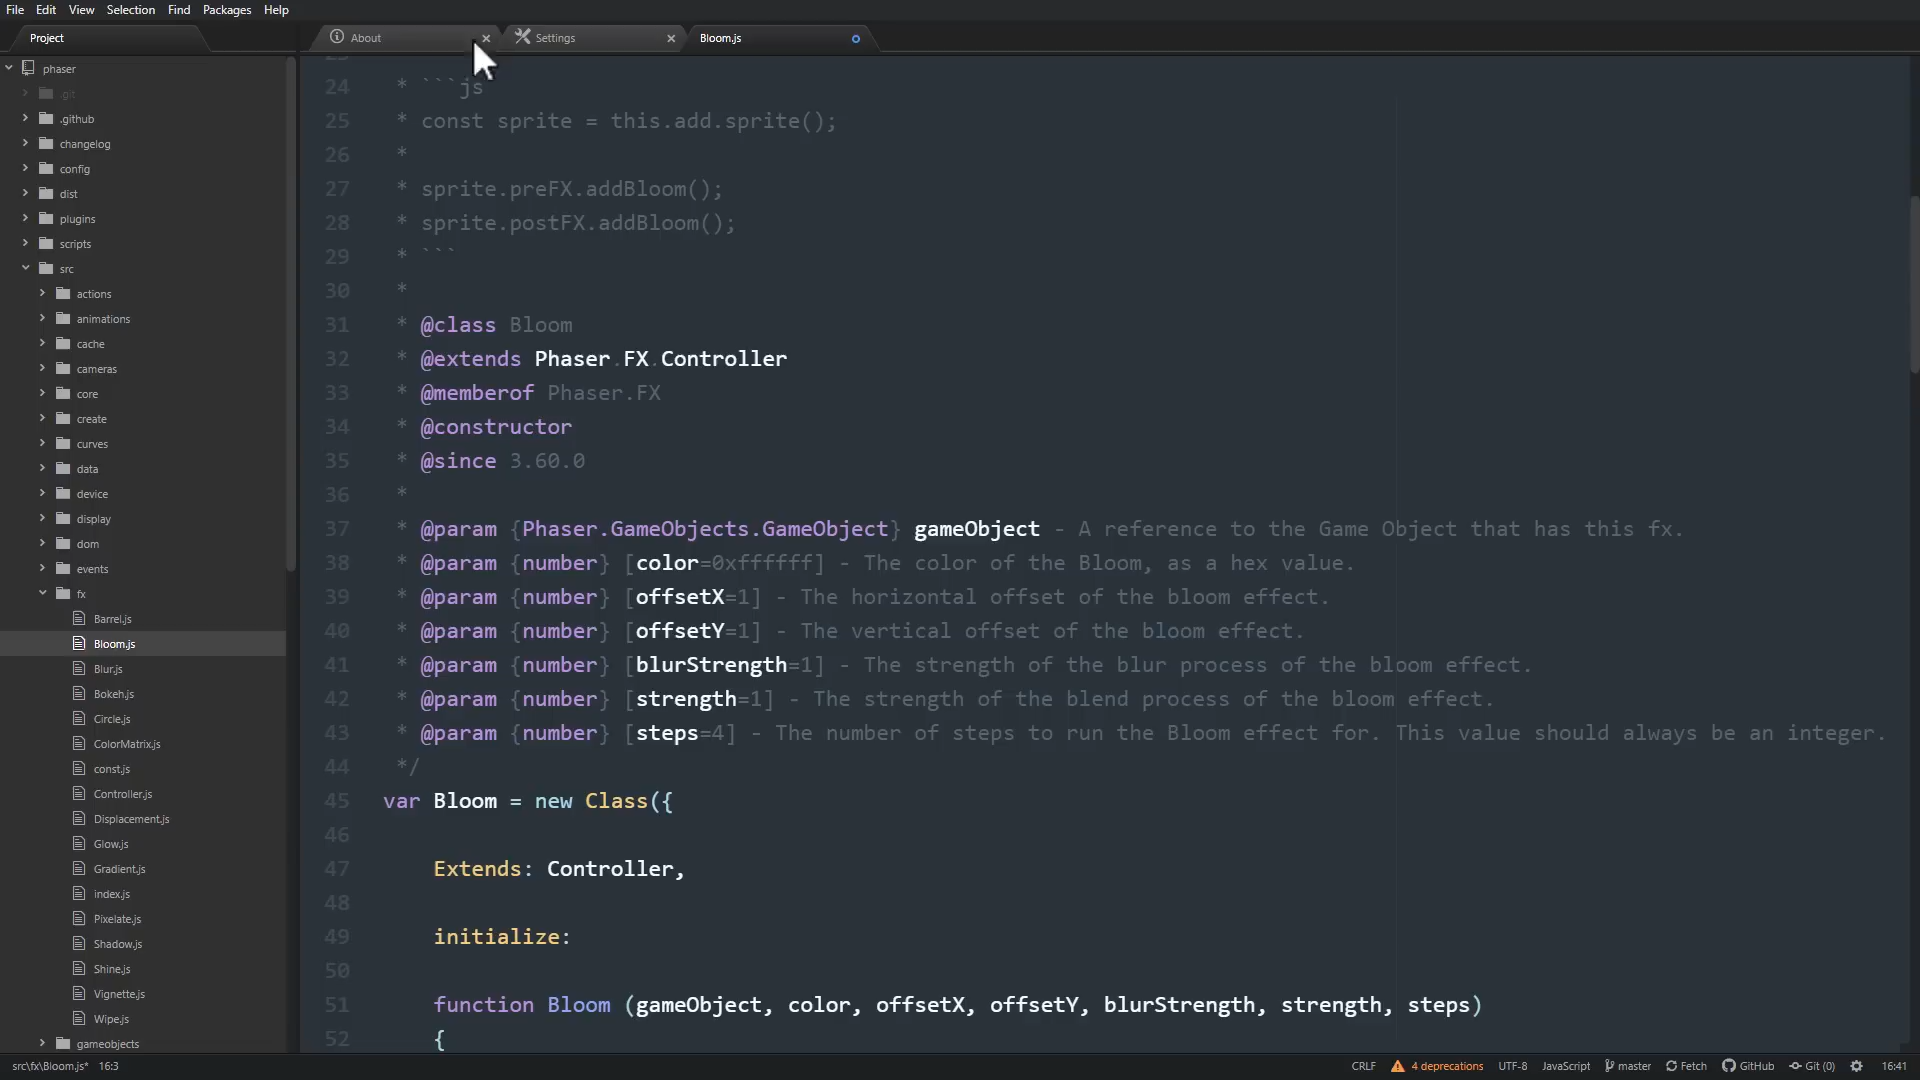 File Edit View Selection Find Packages Help
Project
About
Settings
Bloom.js
phaser
.git
.github
changelog
config
dist
plugins
scripts
src
actions
animations
cache
cameras
core
create
curves
data
device
display
dom
events
fx
Barrel.js
Bloom.js
Blur.js
Bokeh.js
Circle.js
ColorMatrix.js
const.js
Controller.js
Displacement.js
Glow.js
Gradient.js
index.js
Pixelate.js
Shadow.js
Shine.js
Vignette.js
Wipe.js
gameobjects
24 * ```js
25 * const sprite = this.add.sprite();
26 *
27 * sprite.preFX.addBloom();
28 * sprite.postFX.addBloom();
29 * ```
30 *
31 * @class Bloom
32 * @extends Phaser.FX.Controller
33 * @memberof Phaser.FX
34 * @constructor
35 * @since 3.60.0
36 *
37 * @param {Phaser.GameObjects.GameObject} gameObject - A reference to the Game Object that has this fx.
38 * @param {number} [color=0xffffff] - The color of the Bloom, as a hex value.
39 * @param {number} [offsetX=1] - The horizontal offset of the bloom effect.
40 * @param {number} [offsetY=1] - The vertical offset of the bloom effect.
41 * @param {number} [blurStrength=1] - The strength of the blur process of the bloom effect.
42 * @param {number} [strength=1] - The strength of the blend process of the bloom effect.
43 * @param {number} [steps=4] - The number of steps to run the Bloom effect for. This value should always be an integer.
44 */
45 var Bloom = new Class({
46
47 Extends: Controller,
48
49 initialize:
50
51 function Bloom (gameObject, color, offsetX, offsetY, blurStrength, strength, steps)
52 {
src\fx\Bloom.js* 16:3 CRLF 4 deprecations UTF-8 JavaScript master Fetch GitHub Git (0) 16:41